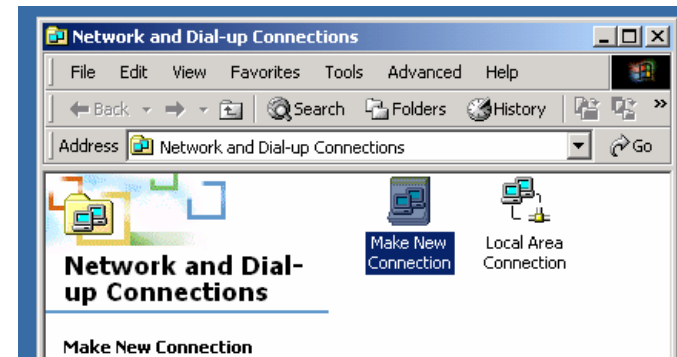 Network and Dial-up Connections
File Edit View Favorites Tools Advanced Help
Back Search Folders History »
Address Network and Dial-up Connections Go
Make New
Connection
Local Area
Connection
Network and Dial-
up Connections
Make New Connection